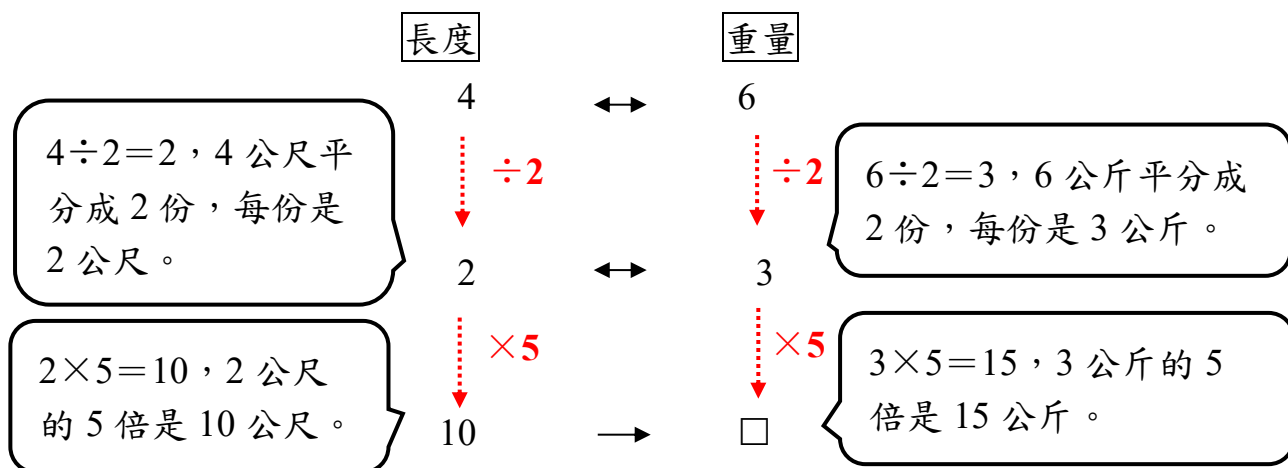 長度
重量
4
6
4÷2＝2，4 公尺平
分成 2 份，每份是
2 公尺。
÷2
÷2
6÷2＝3，6 公斤平分成
2 份，每份是 3 公斤。
2
3
2×5＝10，2 公尺
的 5 倍是 10 公尺。
×5
×5
3×5＝15，3 公斤的 5
倍是 15 公斤。
10
□